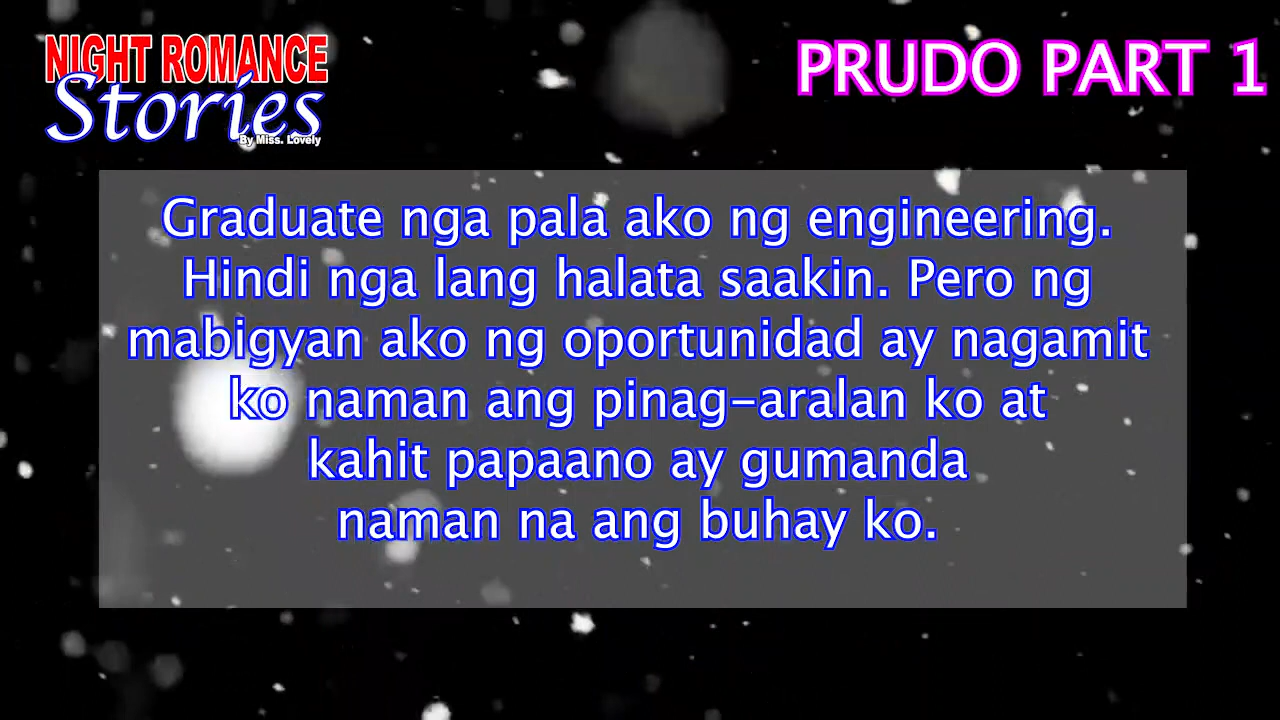 NIGHT ROMANCE
Stories
By Miss. Lovely
PRUDO PART 1
Graduate nga pala ako ng engineering.
Hindi nga lang halata saakin. Pero ng
mabigyan ako ng oportunidad ay nagamit
ko naman ang pinag-aralan ko at
kahit papaano ay gumanda
naman na ang buhay ko.